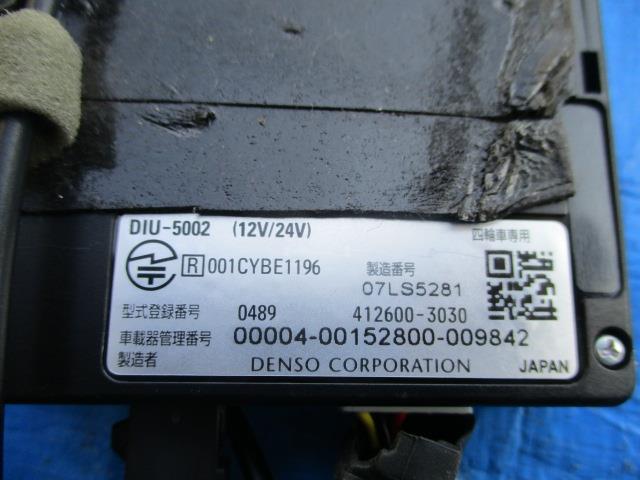 DIU-5002 (12V/24V) 四輪車専用
R 001CYBE1196 製造番号
07LS5281
型式登録番号 0489 412600-3030
車載器管理番号 00004-00152800-009842
製造者 DENSO CORPORATION JAPAN